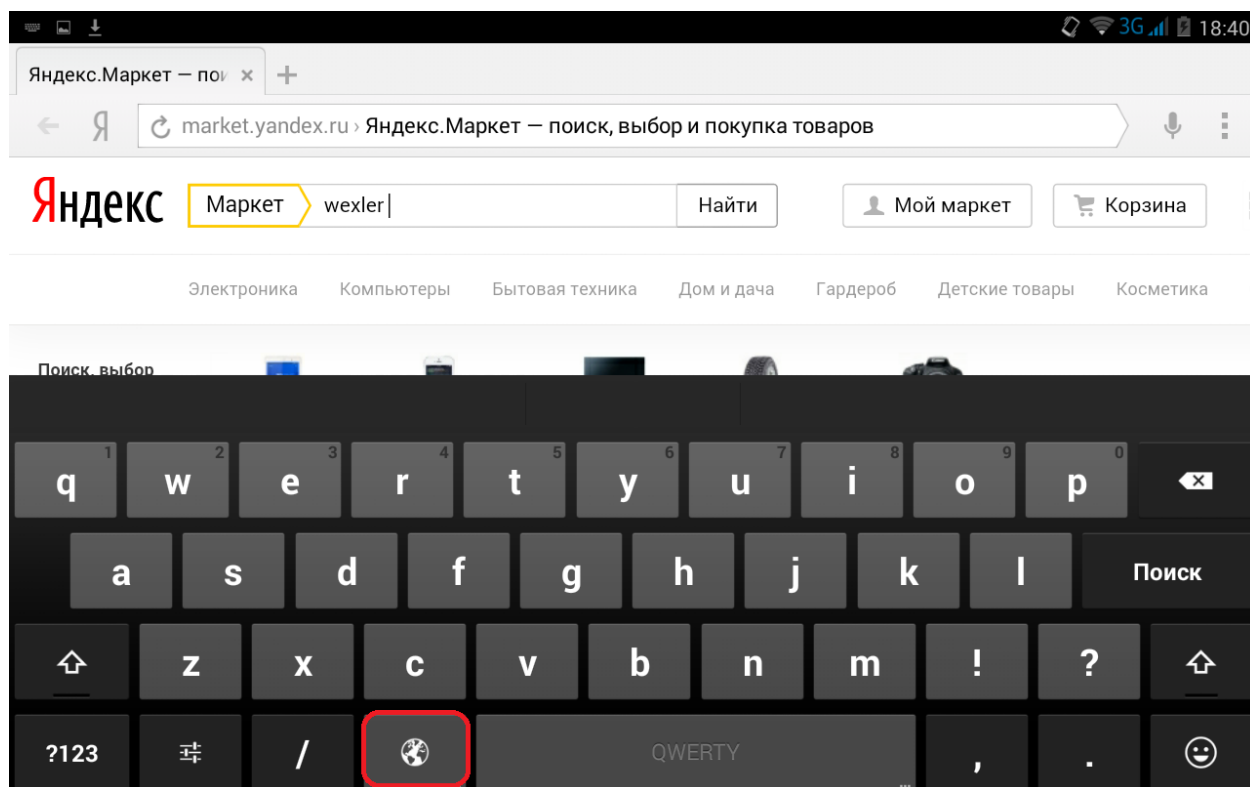 3G 18:40
Яндекс.Маркет — пои
market.yandex.ru › Яндекс.Маркет — поиск, выбор и покупка товаров
Яндекс Маркет wexler Найти Мой маркет Корзина
Электроника Компьютеры Бытовая техника Дом и дача Гардероб Детские товары Косметика
Поиск, выбор
1 2 3 4 5 6 7 8 9 0
q w e r t y u i o p
a s d f g h j k l Поиск
z x c v b n m ! ?
?123 / QWERTY , .